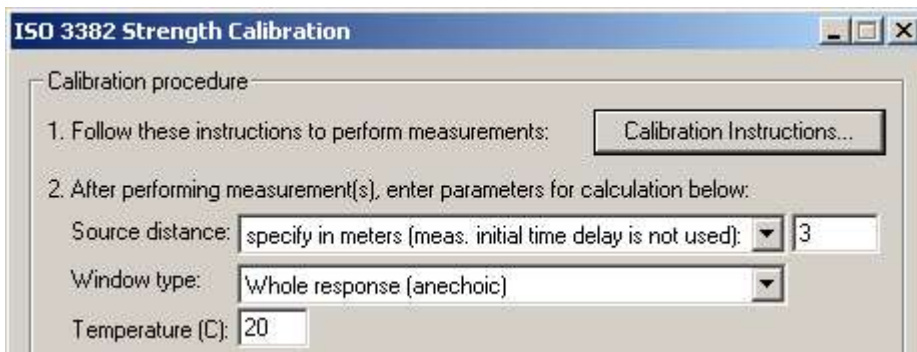 ISO 3382 Strength Calibration
Calibration procedure
1. Follow these instructions to perform measurements: Calibration Instructions...
2. After performing measurement(s), enter parameters for calculation below:
Source distance: specify in meters (meas. initial time delay is not used): 3
Window type: Whole response (anechoic)
Temperature (C): 20